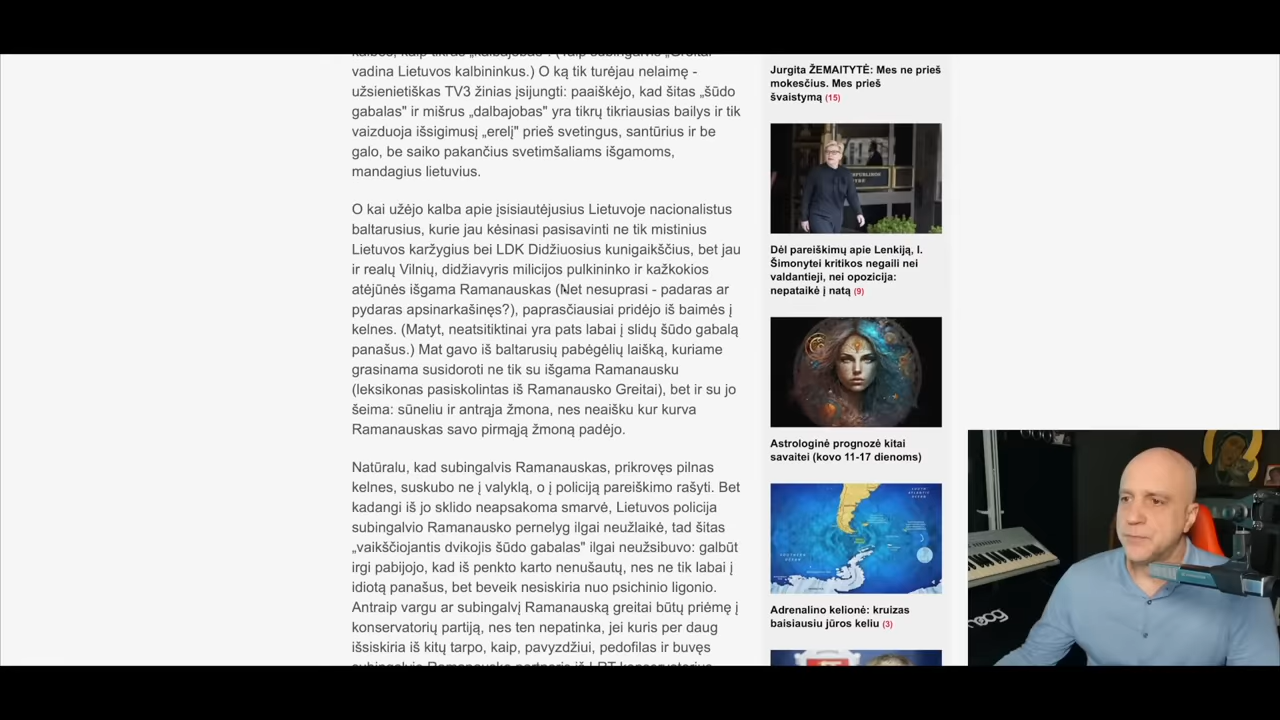 vadina Lietuvos kalbininkus.) O ką tik turėjau nelaimę -
užsienietiškas TV3 žinias įsijungti: paaiškėjo, kad šitas „šūdo
gabalas" ir mišrus „dalbajobas" yra tikrų tikriausias bailys ir tik
vaizduoja išsigimusį „erelį" prieš svetingus, santūrius ir be
galo, be saiko pakančius svetimšaliams išgamoms,
mandagius lietuvius.
O kai užėjo kalba apie įsisiautėjusius Lietuvoje nacionalistus
baltarusius, kurie jau kėsinasi pasisavinti ne tik mistinius
Lietuvos karžygius bei LDK Didžiuosius kunigaikščius, bet jau
ir realų Vilnių, didžiavyris milicijos pulkininko ir kažkokios
atėjūnės išgama Ramanauskas (Net nesuprasi - padaras ar
pydaras apsinarkašinęs?), paprasčiausiai pridėjo iš baimės į
kelnes. (Matyt, neatsitiktinai yra pats labai į slidų šūdo gabalą
panašus.) Mat gavo iš baltarusių pabėgėlių laišką, kuriame
grasinama susidoroti ne tik su išgama Ramanausku
(leksikonas pasiskolintas iš Ramanausko Greitai), bet ir su jo
šeima: sūneliu ir antrąja žmona, nes neaišku kur kurva
Ramanauskas savo pirmąją žmoną padėjo.
Natūralu, kad subingalvis Ramanauskas, prikrovęs pilnas
kelnes, suskubo ne į valyklą, o į policiją pareiškimo rašyti. Bet
kadangi iš jo sklido neapsakoma smarvė, Lietuvos policija
subingalvio Ramanausko pernelyg ilgai neužlaikė, tad šitas
„vaikščiojantis dvikojis šūdo gabalas" ilgai neužsibuvo: galbūt
irgi pabijojo, kad iš penkto karto nenušautų, nes ne tik labai į
idiotą panašus, bet beveik nesiskiria nuo psichinio ligonio.
Antraip vargu ar subingalvį Ramanauską greitai būtų priėmę į
konservatorių partiją, nes ten nepatinka, jei kuris per daug
išsiskiria iš kitų tarpo, kaip, pavyzdžiui, pedofilas ir buvęs
Jurgita ŽEMAITYTĖ: Mes ne prieš
mokesčius. Mes prieš
švaistymą (15)
Dėl pareiškimų apie Lenkiją, I.
Šimonytei kritikos negaili nei
valdantieji, nei opozicija:
nepataikė į natą (9)
Astrologinė prognozė kitai
savaitei (kovo 11-17 dienoms)
Adrenalino kelionė: kruizas
baisiausiu jūros keliu (3)
moog